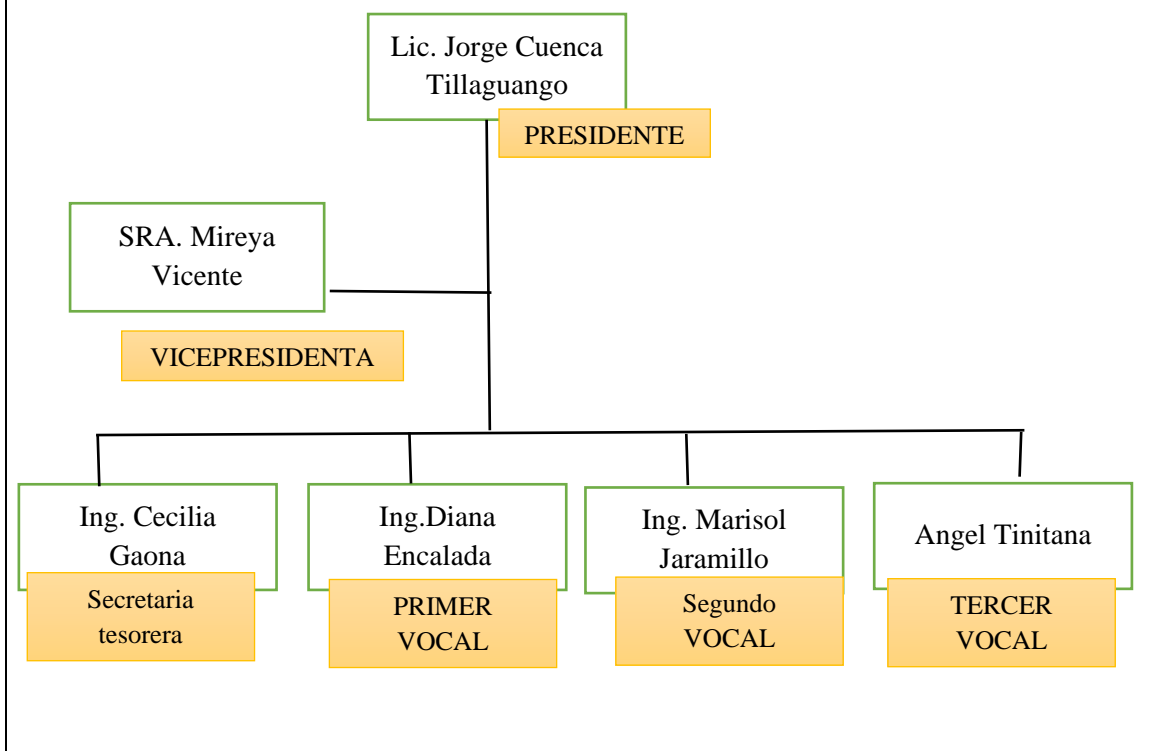 Lic. Jorge Cuenca
Tillaguango
PRESIDENTE
SRA. Mireya
Vicente
VICEPRESIDENTA
Ing. Cecilia
Gaona
Secretaria
tesorera
Ing.Diana
Encalada
PRIMER
VOCAL
Ing. Marisol
Jaramillo
Segundo
VOCAL
Angel Tinitana
TERCER
VOCAL